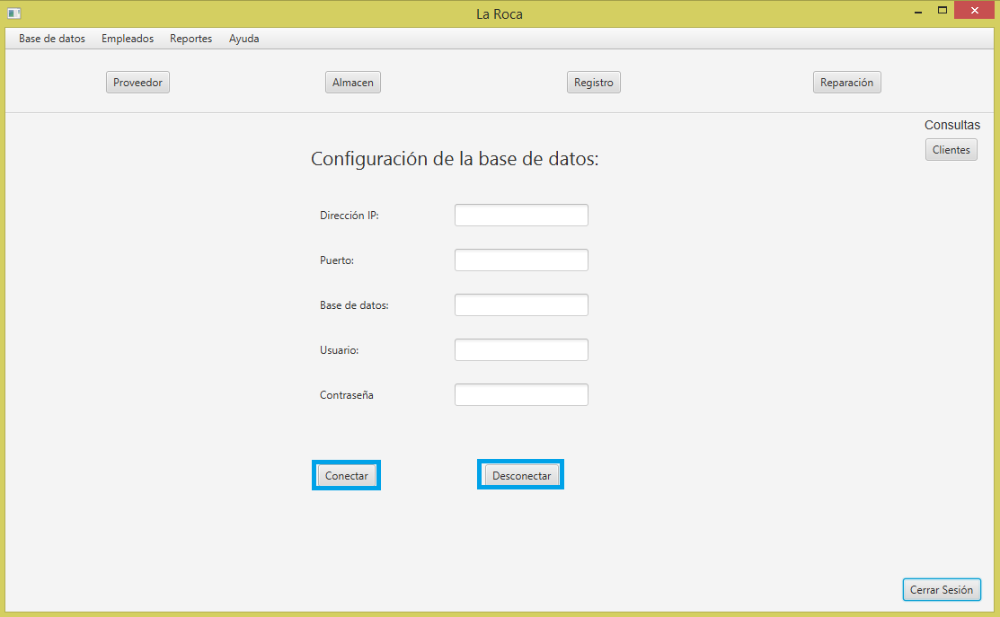 La Roca
Base de datos Empleados Reportes Ayuda
Proveedor Almacen Registro Reparación
Consultas
Clientes
Configuración de la base de datos:
Dirección IP:
Puerto:
Base de datos:
Usuario:
Contraseña
Conectar Desconectar
Cerrar Sesión